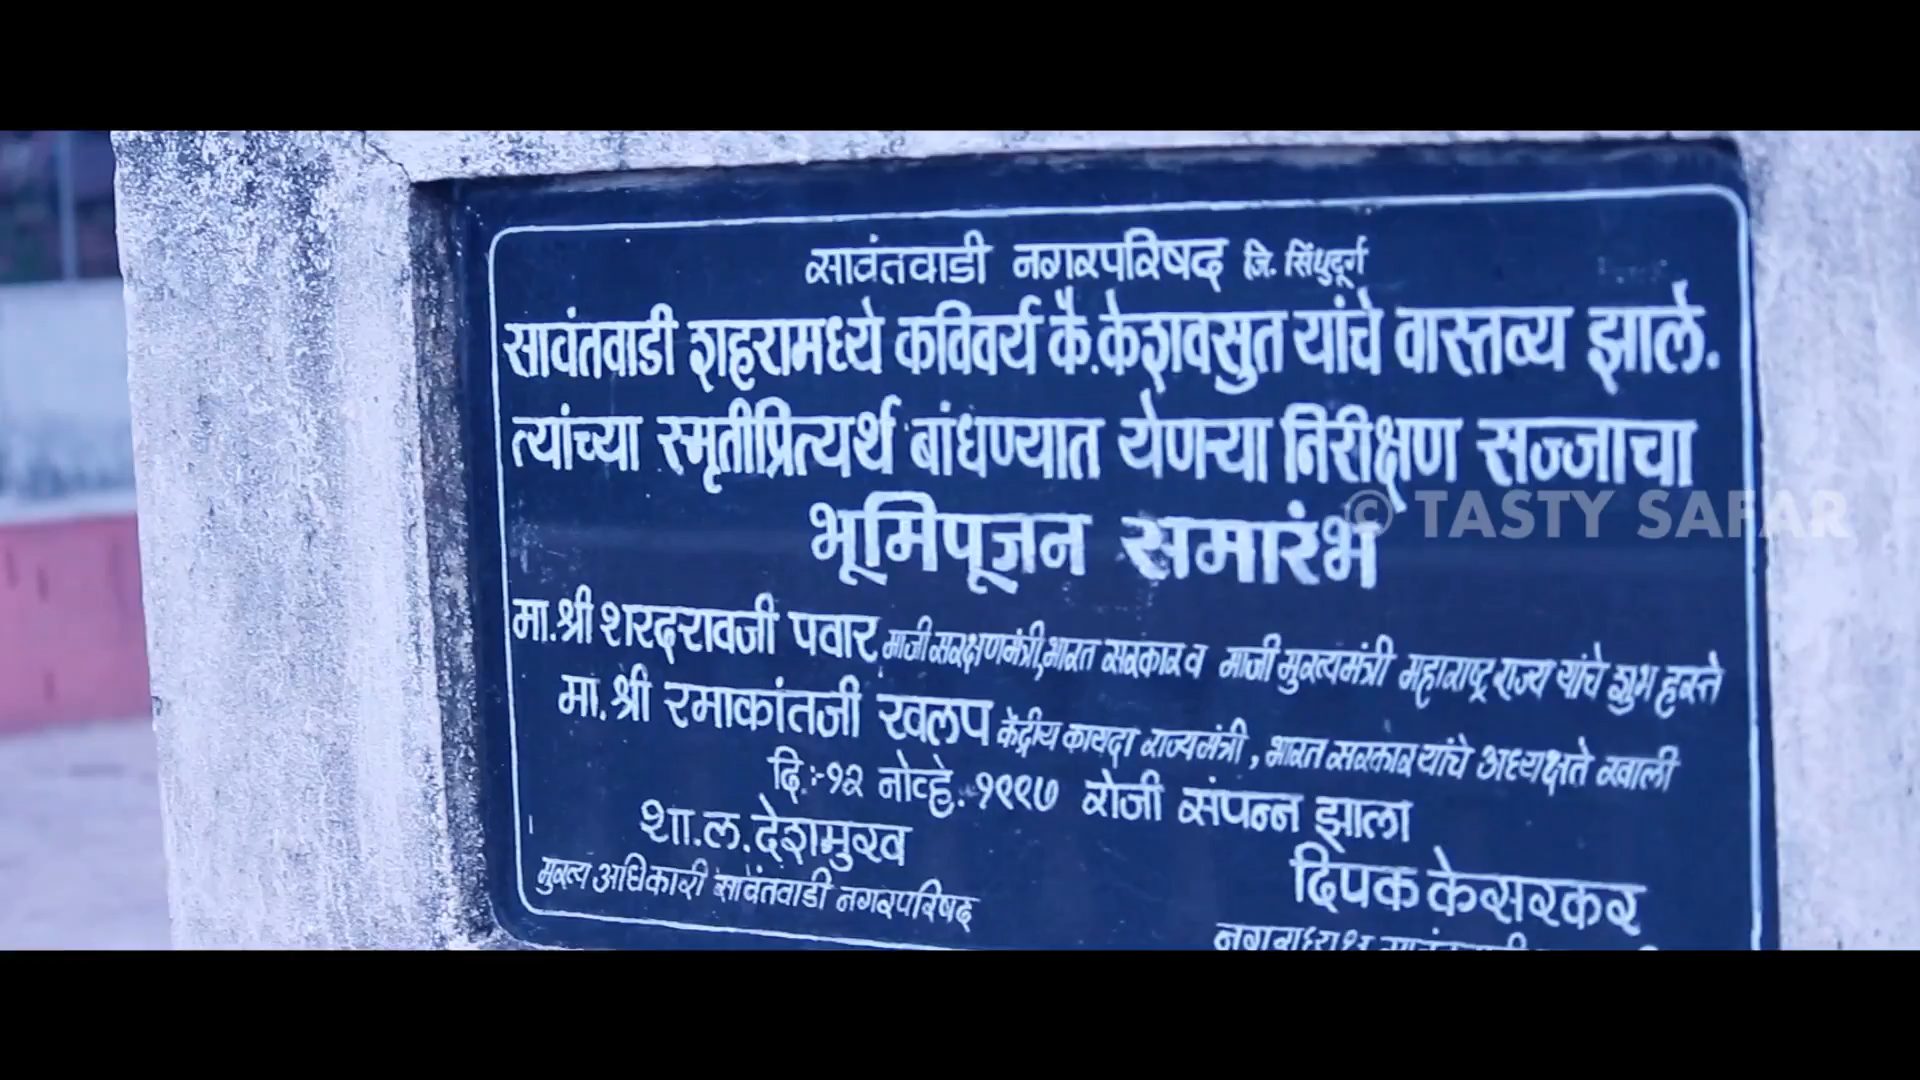 सावंतवाडी नगरपरिषद जि. सिंधुदूर्ग
सावंतवाडी शहरामध्ये कविवर्य कै.केशवसुत यांचे वास्तव्य झाले.
त्यांच्या स्मृतीप्रित्यर्थ बांधण्यात येणऱ्या निरीक्षण सज्जाचा
भूमिपूजन समारंभ
© TASTY SAFAR
मा.श्री शरदरावजी पवार माजी सरक्षणमंत्री,भारत सरकार व माजी मुख्यमंत्री महाराष्ट्र राज्य यांचे शुभ हस्ते
मा.श्री रमाकांतजी खलप केंद्रीय कायदा राज्यमंत्री, भारत सरकार यांचे अध्यक्षते खाली
दि:-१२ नोव्हे.१९९७ रोजी संपन्न झाला
शा.ल.देशमुख
मुख्य अधिकारी सावंतवाडी नगरपरिषद
दिपक केसरकर